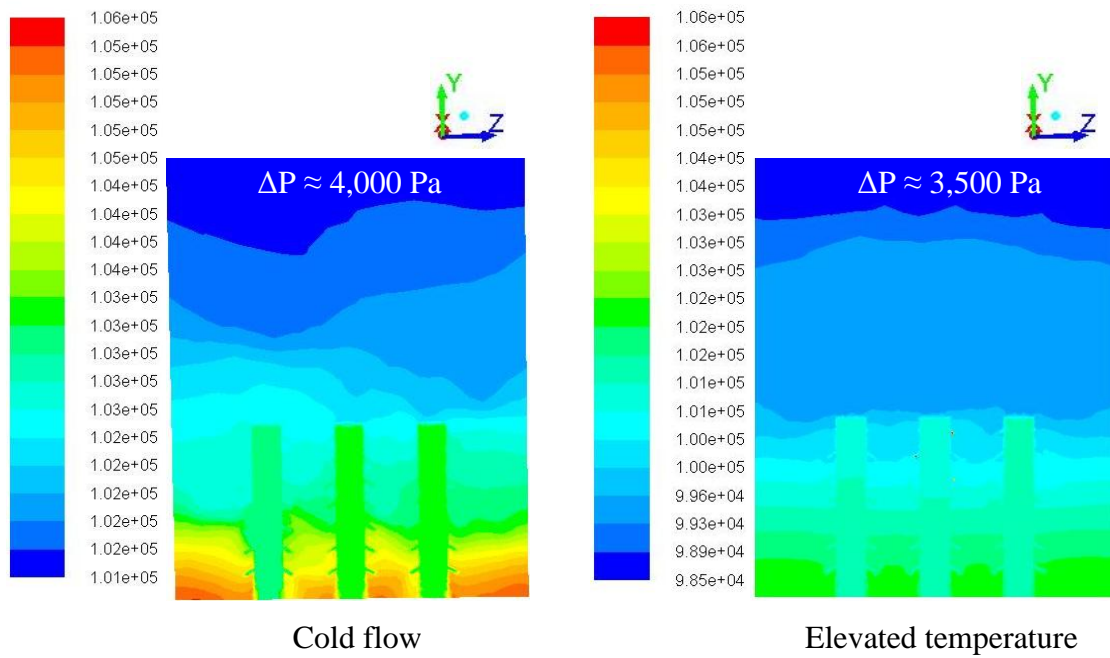 1.06e+05
1.05e+05
1.05e+05
1.05e+05
1.05e+05
1.05e+05
1.04e+05
1.04e+05
1.04e+05
1.04e+05
1.03e+05
1.03e+05
1.03e+05
1.03e+05
1.03e+05
1.02e+05
1.02e+05
1.02e+05
1.02e+05
1.02e+05
1.01e+05
Y
X
Z
ΔP ≈ 4,000 Pa
Cold flow
1.06e+05
1.06e+05
1.05e+05
1.05e+05
1.05e+05
1.04e+05
1.04e+05
1.03e+05
1.03e+05
1.02e+05
1.02e+05
1.02e+05
1.01e+05
1.01e+05
1.00e+05
1.00e+05
9.96e+04
9.93e+04
9.89e+04
9.85e+04
Y
X
Z
ΔP ≈ 3,500 Pa
Elevated temperature